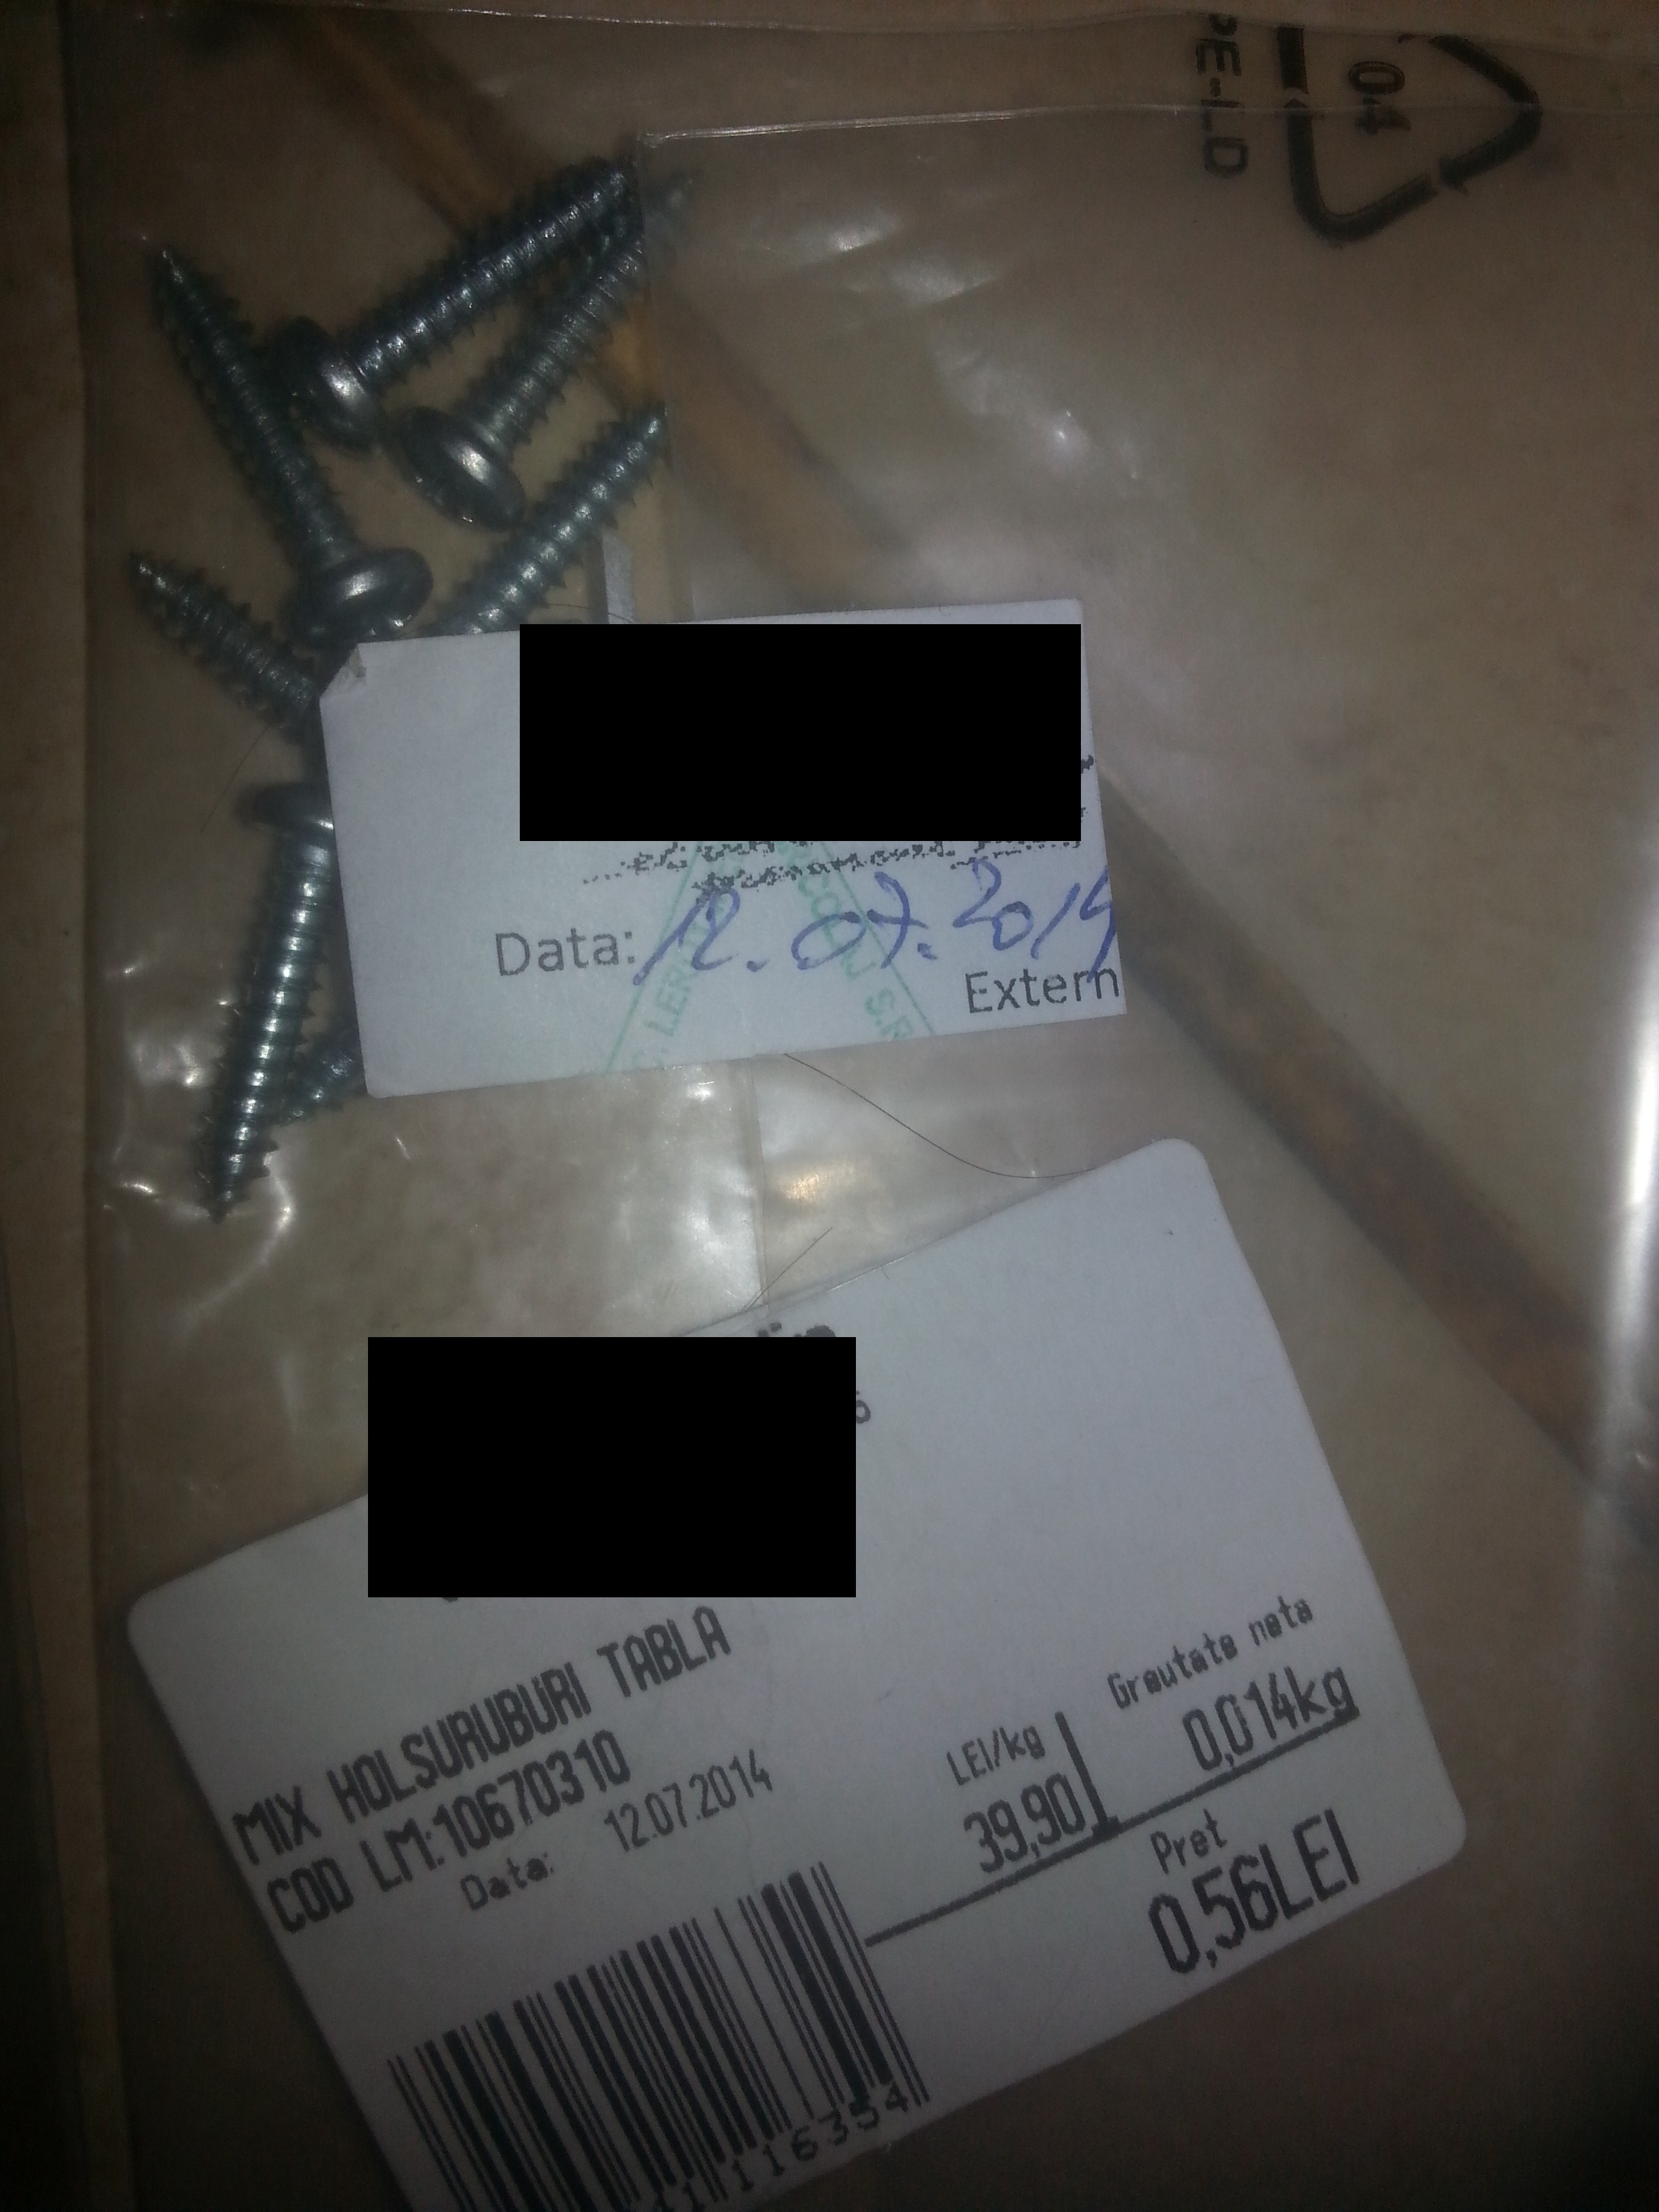 PE-LD
04
Data: 12.07.2014
Extern
MIX HOLSURUBURI TABLA
COD LM:10670310
Data: 12.07.2014
LEI/kg
39,90
Greutate neta
0,014kg
Pret
0,56LEI
116354